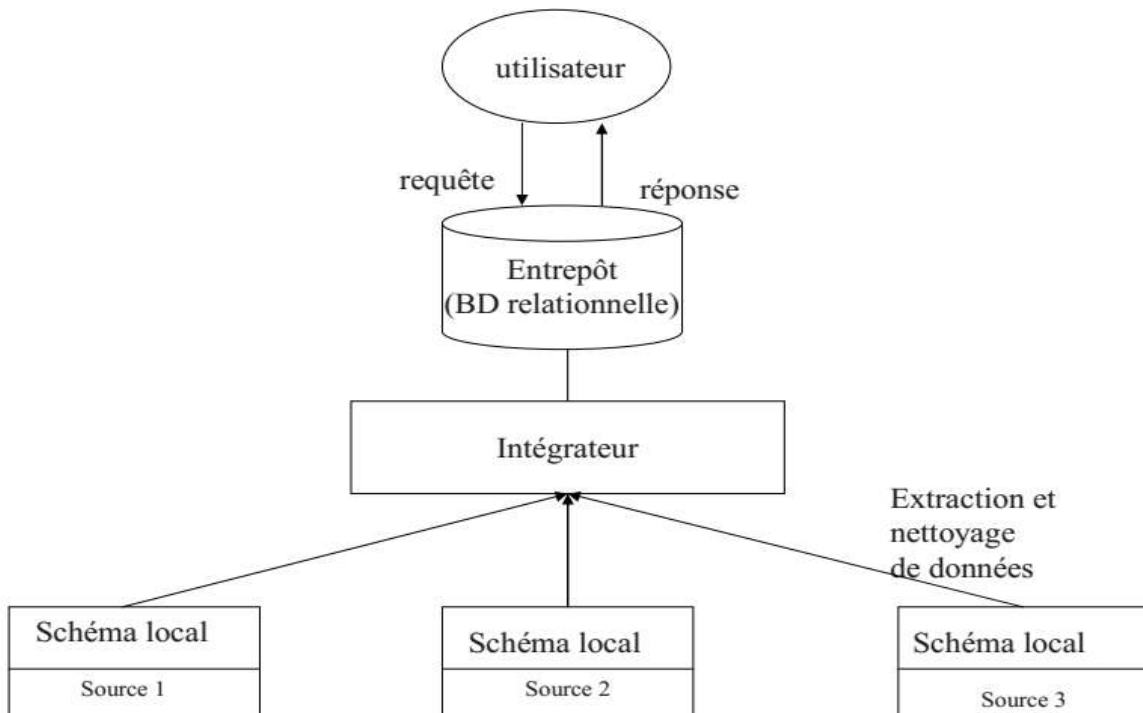 utilisateur
requête
réponse
Entrepôt
(BD relationnelle)
Intégrateur
Extraction et
nettoyage
de données
Schéma local
Source 1
Schéma local
Source 2
Schéma local
Source 3